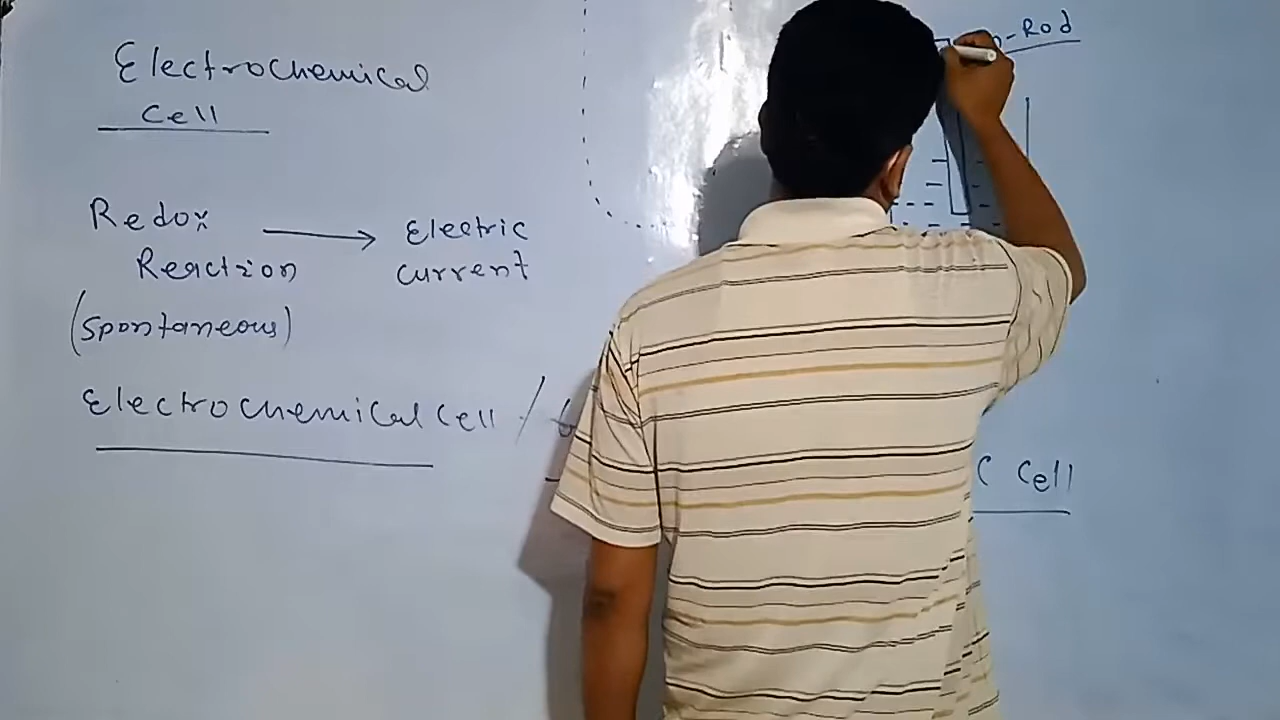 Electrochemical
Cell
Redox
Reaction
(spontaneous)
Electric
current
Electrochemical cell /
Cell
-Rod